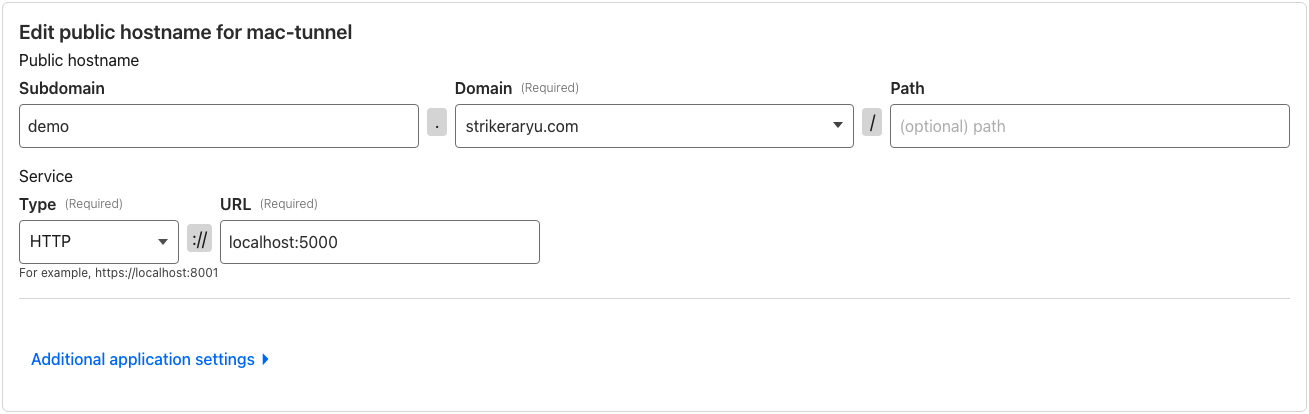 Edit public hostname for mac-tunnel
Public hostname
Subdomain Domain (Required) Path
demo . strikeraryu.com / (optional) path
Service
Type (Required) URL (Required)
HTTP :// localhost:5000
For example, https://localhost:8001
Additional application settings